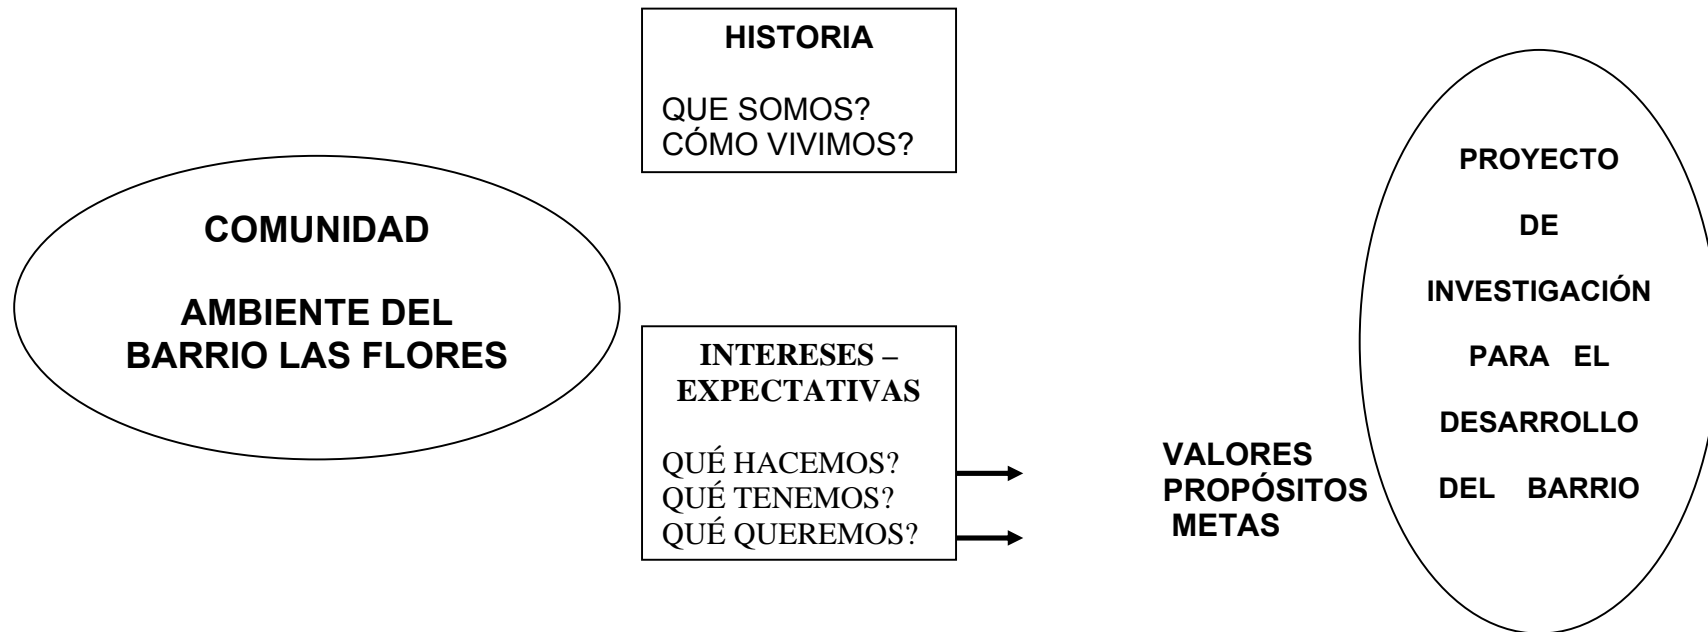 HISTORIA
QUE SOMOS?
CÓMO VIVIMOS?
COMUNIDAD
AMBIENTE DEL
BARRIO LAS FLORES
INTERESES –
EXPECTATIVAS
QUÉ HACEMOS?
QUÉ TENEMOS?
QUÉ QUEREMOS?
VALORES
PROPÓSITOS
METAS
PROYECTO
DE
INVESTIGACIÓN
PARA EL
DESARROLLO
DEL BARRIO